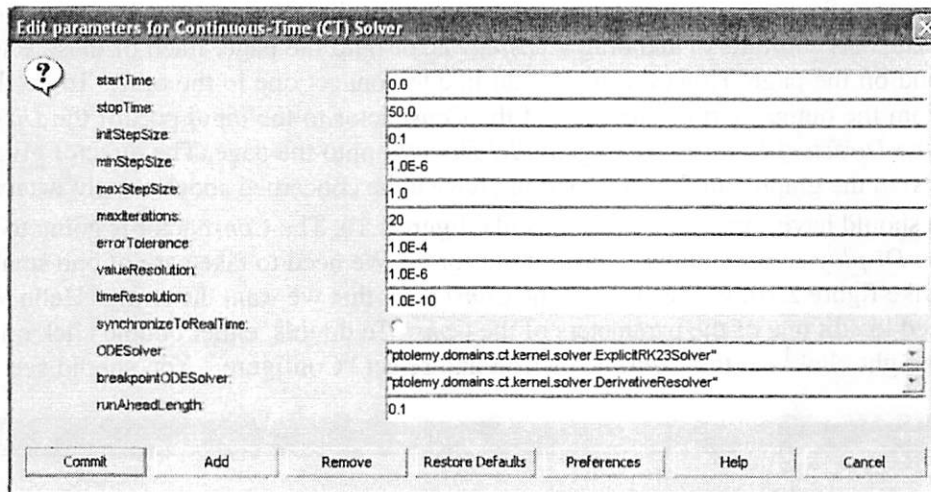 Edit parameters for Continuous-Time (CT) Solver
?
startTime: 0.0
stopTime: 50.0
initStepSize: 0.1
minStepSize: 1.0E-6
maxStepSize: 1.0
maxIterations: 20
errorTolerance: 1.0E-4
valueResolution: 1.0E-6
timeResolution: 1.0E-10
synchronizeToRealTime:
ODESolver: "ptolemy.domains.ct.kernel.solver.ExplicitRK23Solver"
breakpointODESolver: "ptolemy.domains.ct.kernel.solver.DerivativeResolver"
runAheadLength: 0.1
Commit Add Remove Restore Defaults Preferences Help Cancel